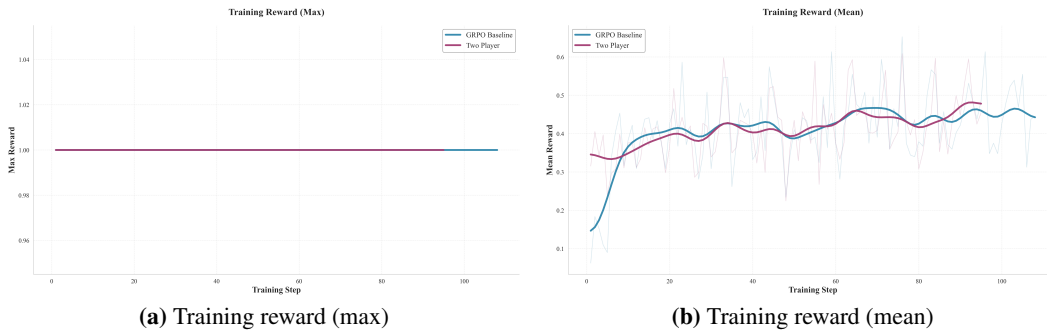 Training Reward (Max)
GRPO Baseline
Two Player
1.04
1.02
1.00
0.98
0.96
Max Reward
0
20
40
60
80
100
Training Step
(a) Training reward (max)
Training Reward (Mean)
GRPO Baseline
Two Player
0.6
0.5
0.4
0.3
0.2
0.1
Mean Reward
0
20
40
60
80
100
Training Step
(b) Training reward (mean)